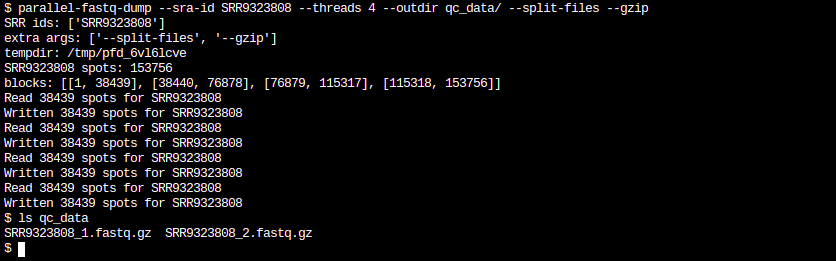 $ parallel-fastq-dump --sra-id SRR9323808 --threads 4 --outdir qc_data/ --split-files --gzip
SRR ids: ['SRR9323808']
extra args: ['--split-files', '--gzip']
tempdir: /tmp/pfd_6vl6lcve
SRR9323808 spots: 153756
blocks: [[1, 38439], [38440, 76878], [76879, 115317], [115318, 153756]]
Read 38439 spots for SRR9323808
Written 38439 spots for SRR9323808
Read 38439 spots for SRR9323808
Written 38439 spots for SRR9323808
Read 38439 spots for SRR9323808
Written 38439 spots for SRR9323808
Read 38439 spots for SRR9323808
Written 38439 spots for SRR9323808
$ ls qc_data
SRR9323808_1.fastq.gz  SRR9323808_2.fastq.gz
$